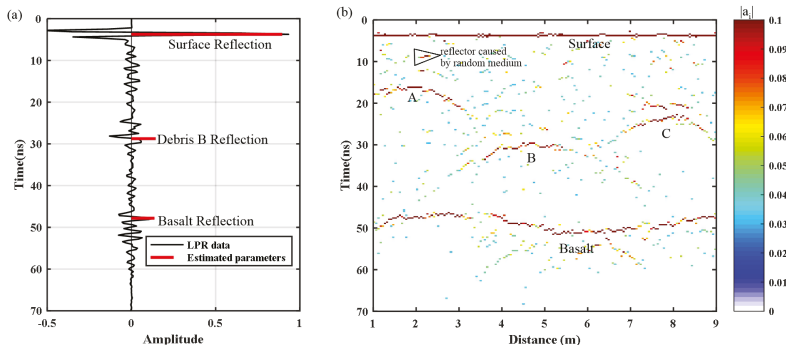 (a)
0
10
20
30
40
50
60
70
Time(ns)
-0.5
0
0.5
1
Amplitude
Surface Reflection
Debris B Reflection
Basalt Reflection
LPR data
Estimated parameters
(b)
0
10
20
30
40
50
60
70
Time(ns)
1
2
3
4
5
6
7
8
9
Distance (m)
Surface
reflector caused
by random medium
A
B
C
Basalt
|a_i|
0.1
0.09
0.08
0.07
0.06
0.05
0.04
0.03
0.02
0.01
0